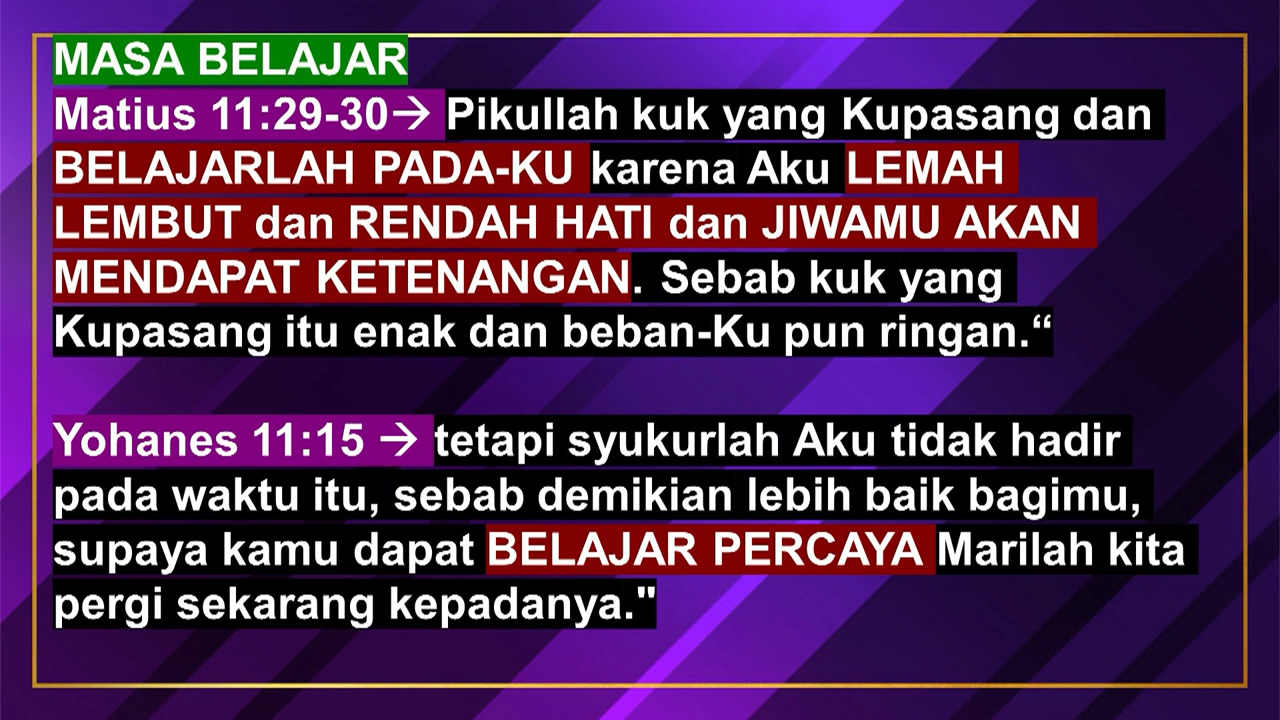 MASA BELAJAR
Matius 11:29-30→ Pikullah kuk yang Kupasang dan
BELAJARLAH PADA-KU karena Aku LEMAH
LEMBUT dan RENDAH HATI dan JIWAMU AKAN
MENDAPAT KETENANGAN. Sebab kuk yang
Kupasang itu enak dan beban-Ku pun ringan.“
Yohanes 11:15 → tetapi syukurlah Aku tidak hadir
pada waktu itu, sebab demikian lebih baik bagimu,
supaya kamu dapat BELAJAR PERCAYA Marilah kita
pergi sekarang kepadanya."